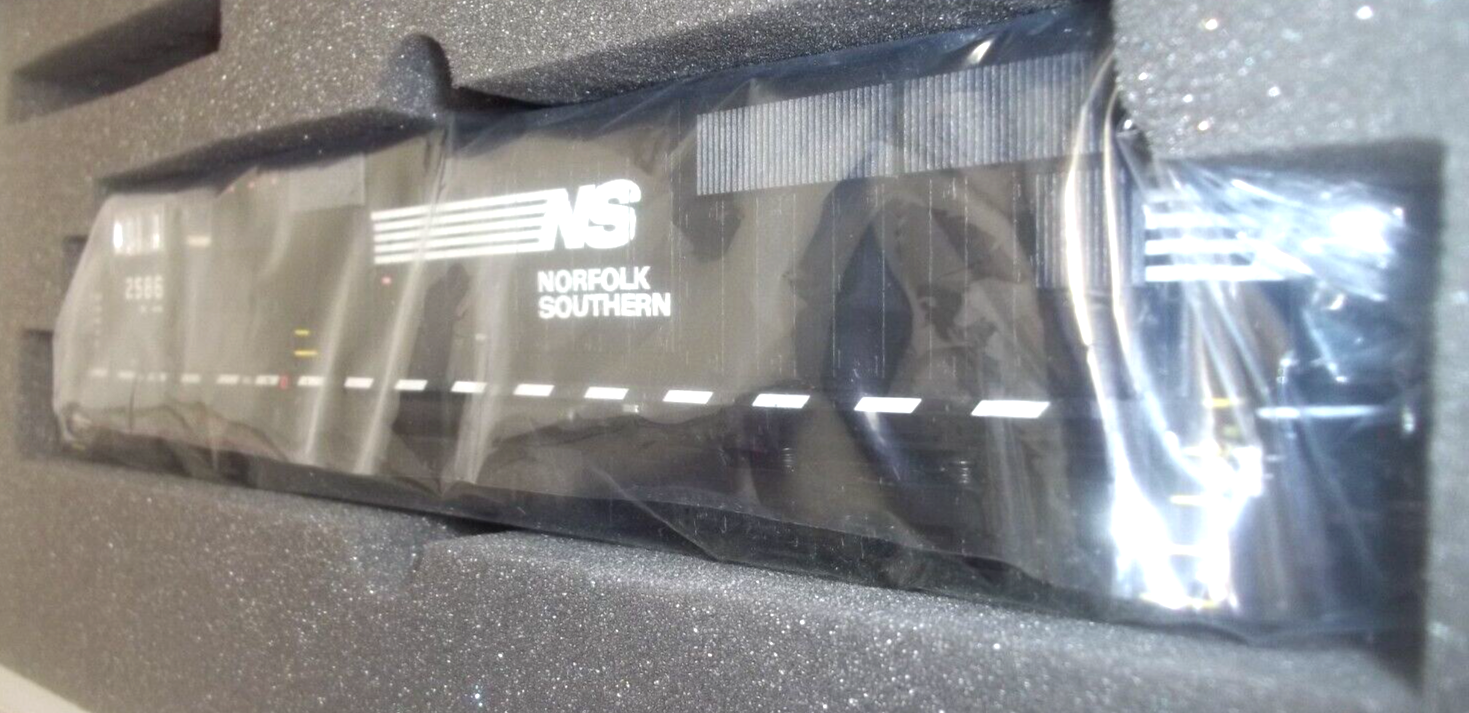 NS
NORFOLK
SOUTHERN
2586